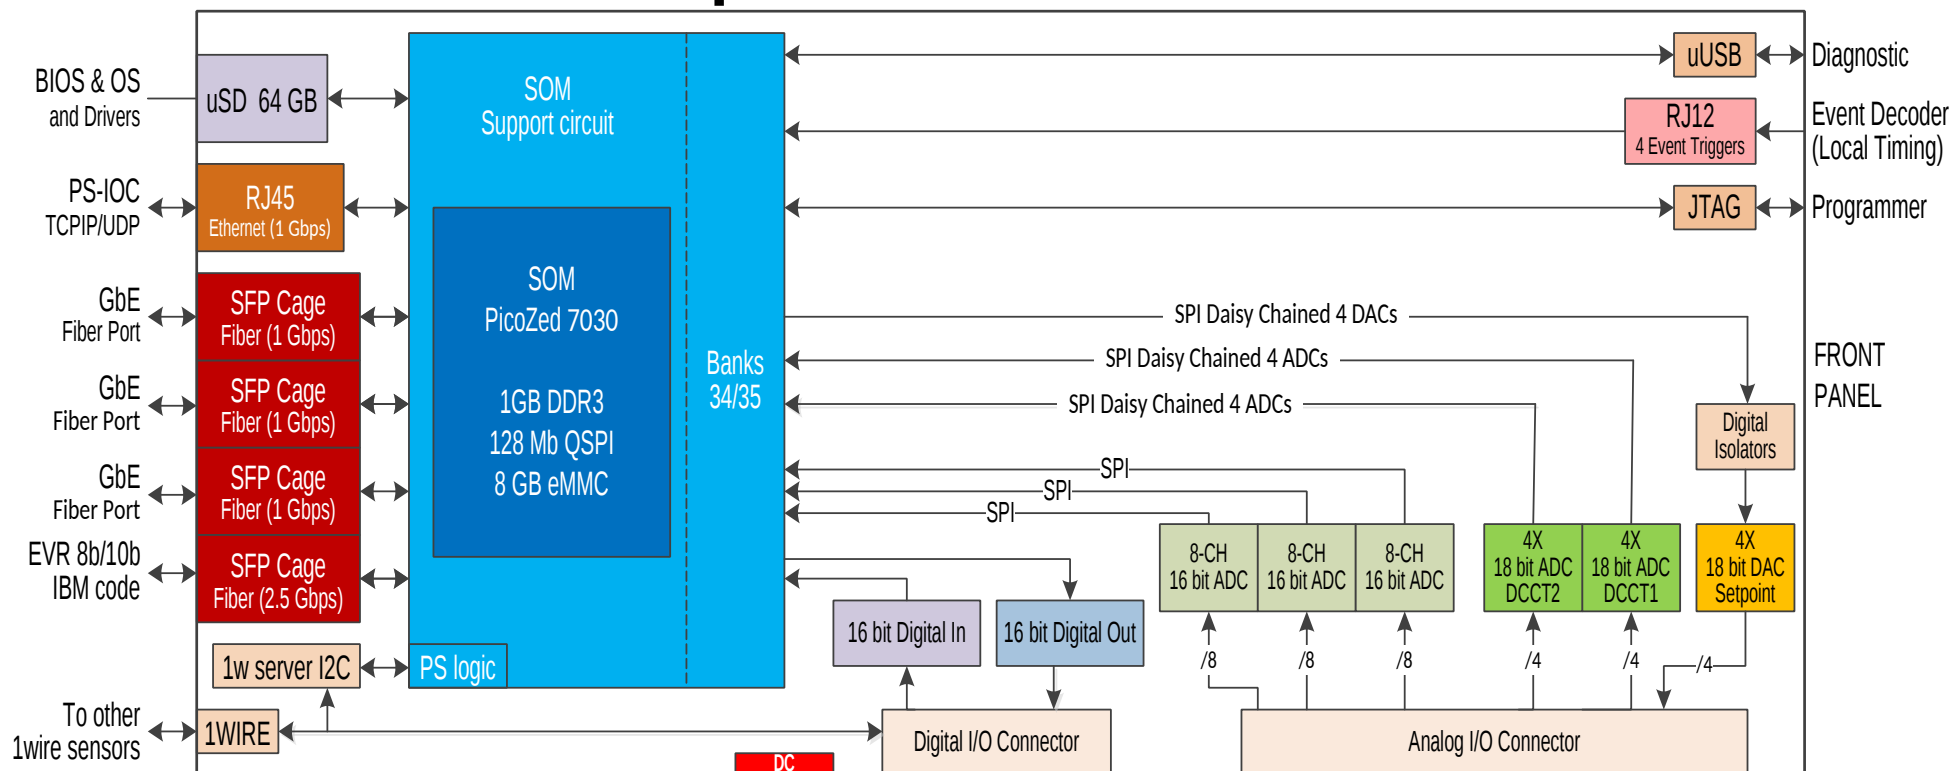 BIOS & OS
and Drivers
uSD 64 GB
PS-IOC
TCPIP/UDP
RJ45
Ethernet (1 Gbps)
GbE
Fiber Port
SFP Cage
Fiber (1 Gbps)
GbE
Fiber Port
SFP Cage
Fiber (1 Gbps)
GbE
Fiber Port
SFP Cage
Fiber (1 Gbps)
EVR 8b/10b
IBM code
SFP Cage
Fiber (2.5 Gbps)
1w server I2C
To other
1wire sensors
1WIRE
SOM
Support circuit
SOM
PicoZed 7030
1GB DDR3
128 Mb QSPI
8 GB eMMC
PS logic
Banks
34/35
uUSB
Diagnostic
RJ12
4 Event Triggers
Event Decoder
(Local Timing)
JTAG
Programmer
SPI Daisy Chained 4 DACs
SPI Daisy Chained 4 ADCs
SPI Daisy Chained 4 ADCs
SPI
SPI
SPI
FRONT
PANEL
Digital
Isolators
8-CH
16 bit ADC
8-CH
16 bit ADC
8-CH
16 bit ADC
4X
18 bit ADC
DCCT2
4X
18 bit ADC
DCCT1
4X
18 bit DAC
Setpoint
16 bit Digital In
16 bit Digital Out
/8
/8
/8
/4
/4
/4
Digital I/O Connector
Analog I/O Connector
DC